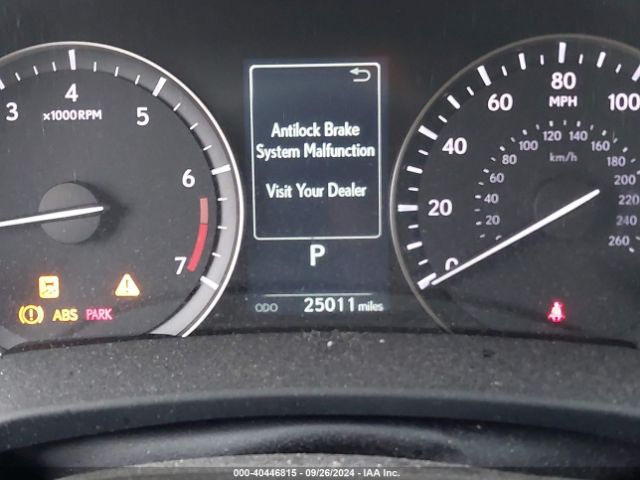 3
4
5
6
7
x1000RPM
Antilock Brake
System Malfunction
Visit Your Dealer
P
ODO 25011 miles
ABS PARK
0
20
40
60
80
100
MPH
20
40
60
80
100
120
140
160
180
200
220
240
260
km/h
000-40446815 - 09/26/2024 - IAA Inc.